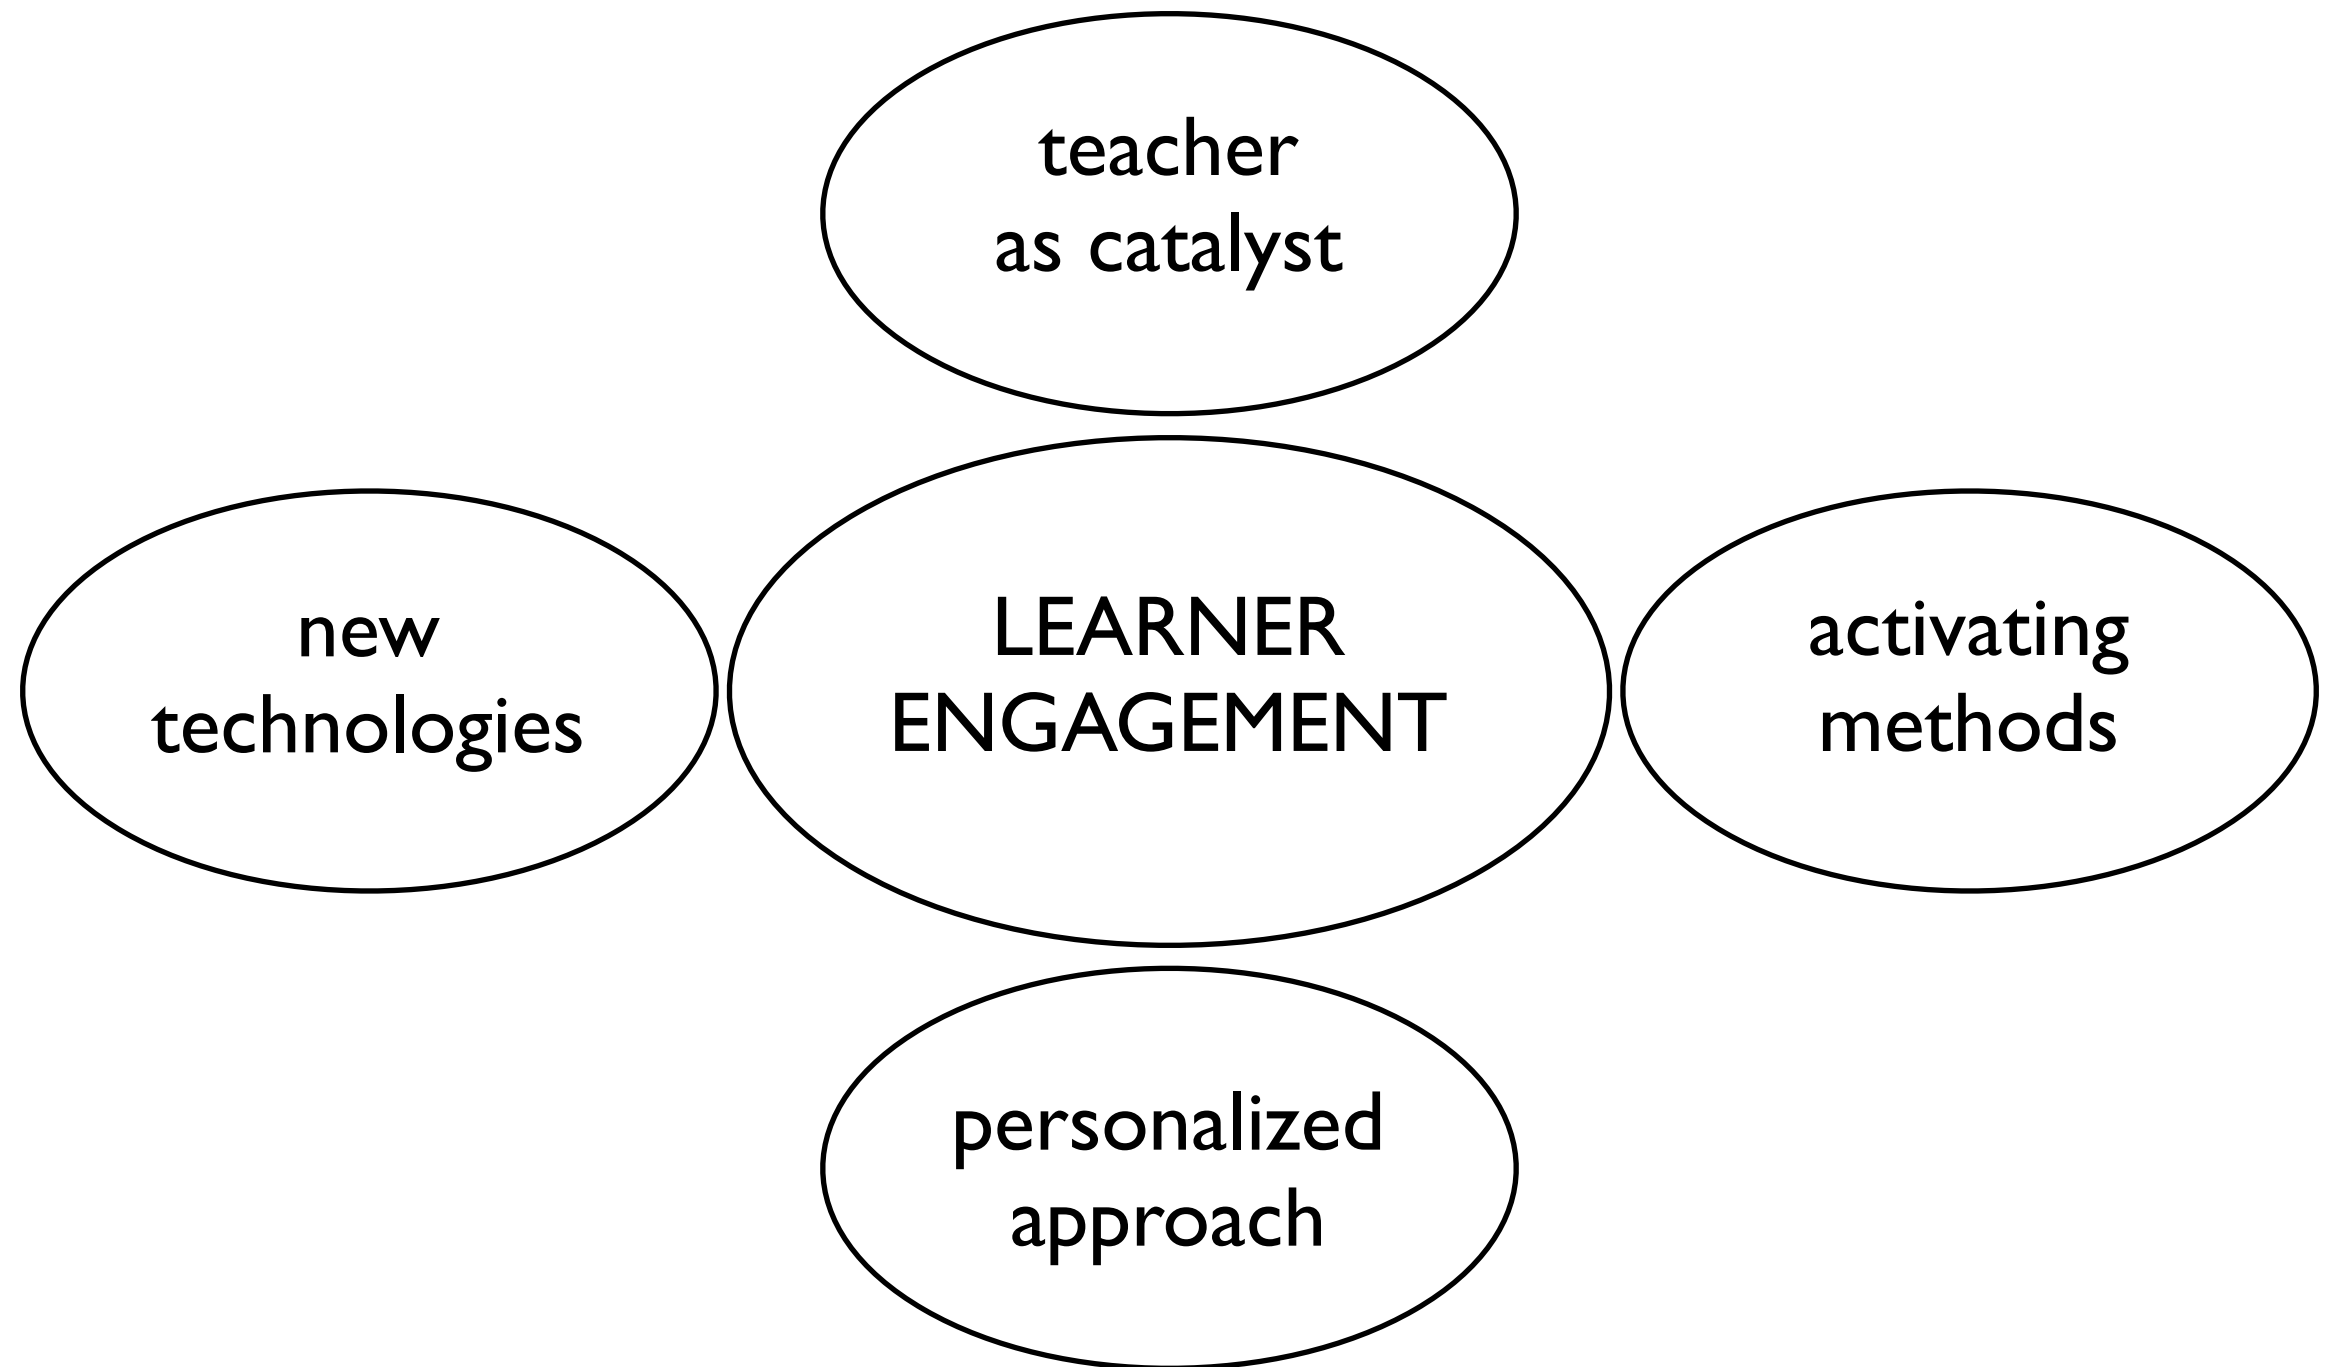 teacher
as catalyst
new
technologies
LEARNER
ENGAGEMENT
activating
methods
personalized
approach